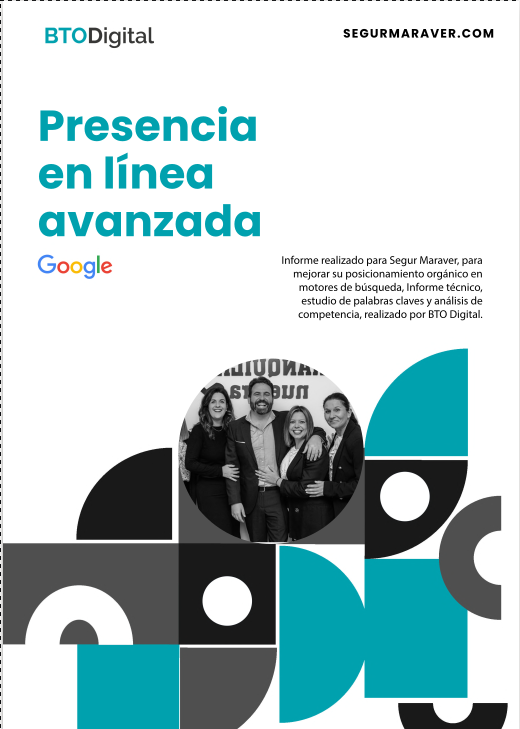 BTODigital
SEGURMARAVER.COM
Presencia
en línea
avanzada
Google
Informe realizado para Segur Maraver, para
mejorar su posicionamiento orgánico en
motores de búsqueda, Informe técnico,
estudio de palabras claves y análisis de
competencia, realizado por BTO Digital.